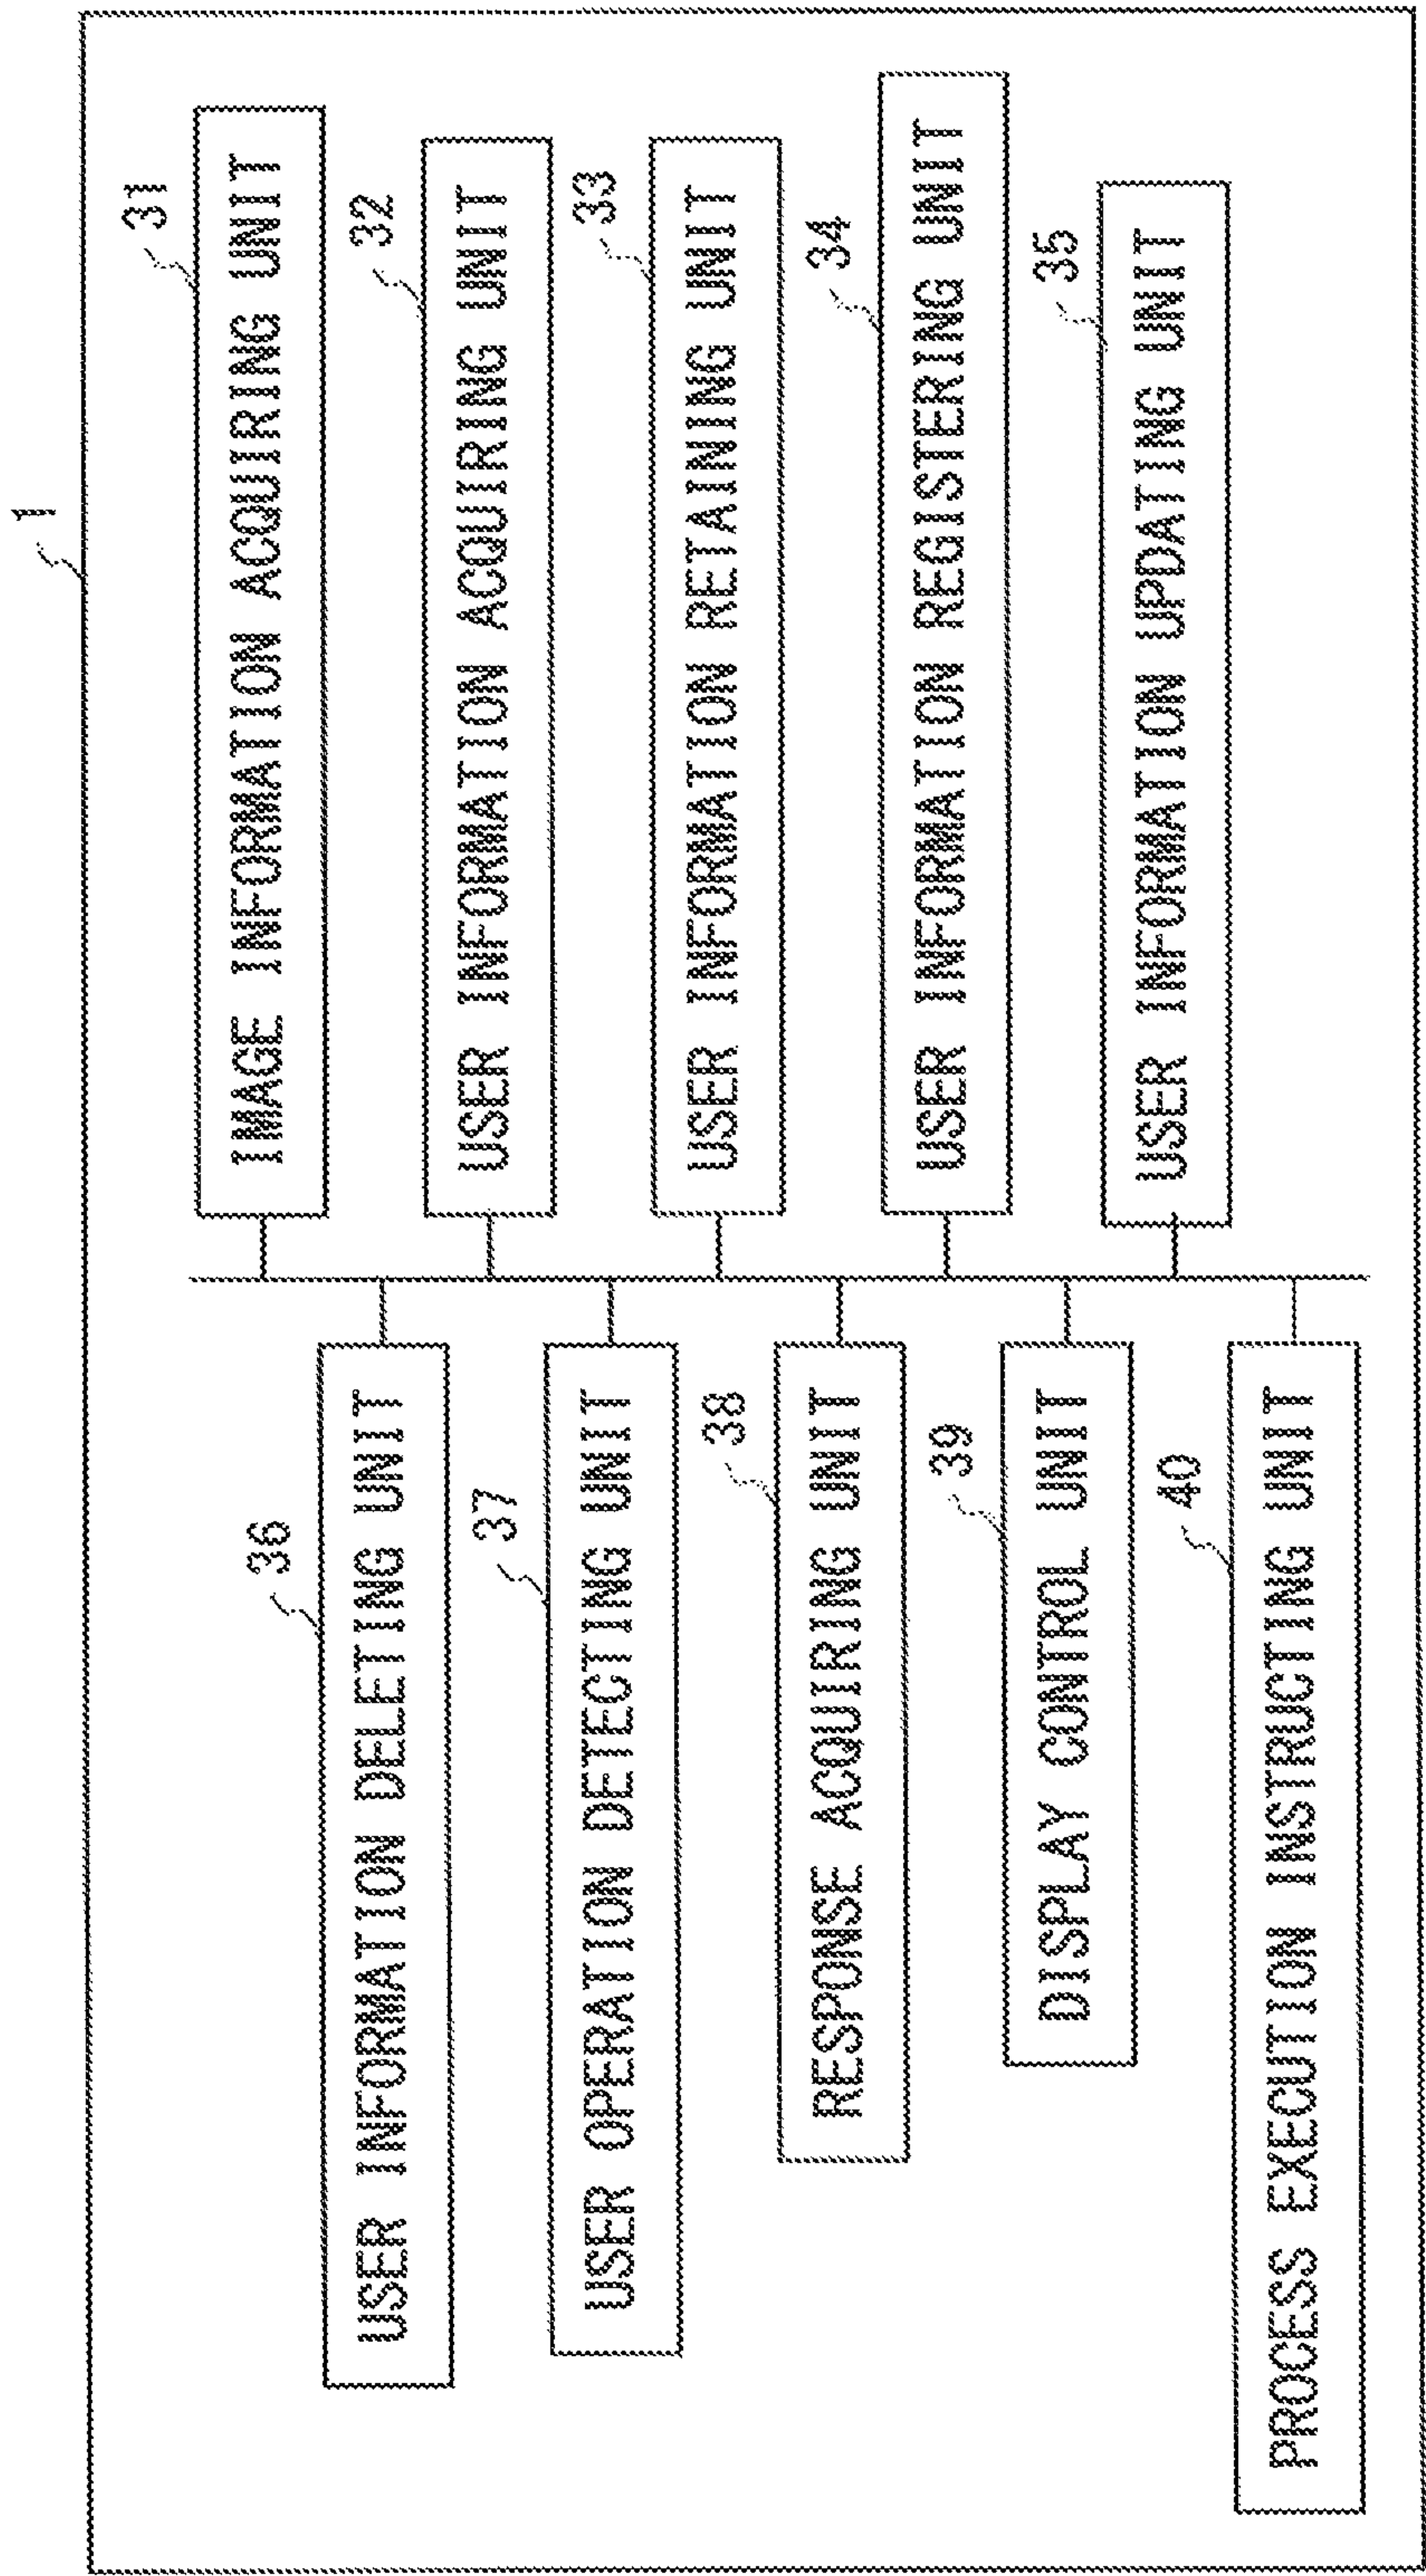 1
31
IMAGE INFORMATION ACQUIRING UNIT
32
USER INFORMATION ACQUIRING UNIT
33
USER INFORMATION RETAINING UNIT
34
USER INFORMATION REGISTERING UNIT
35
USER INFORMATION UPDATING UNIT
36
USER INFORMATION DELETING UNIT
37
USER OPERATION DETECTING UNIT
38
RESPONSE ACQUIRING UNIT
39
DISPLAY CONTROL UNIT
40
PROCESS EXECUTION INSTRUCTING UNIT